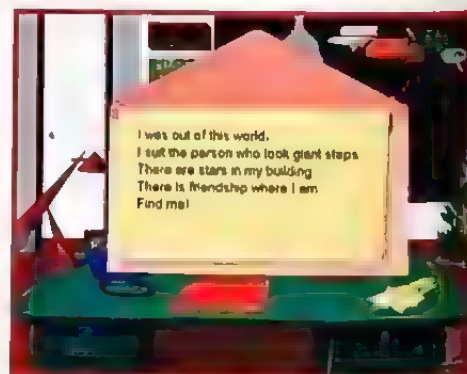 I was out of this world.
I suit the person who took giant steps
There are stars in my building
There is friendship where I am
Find me!